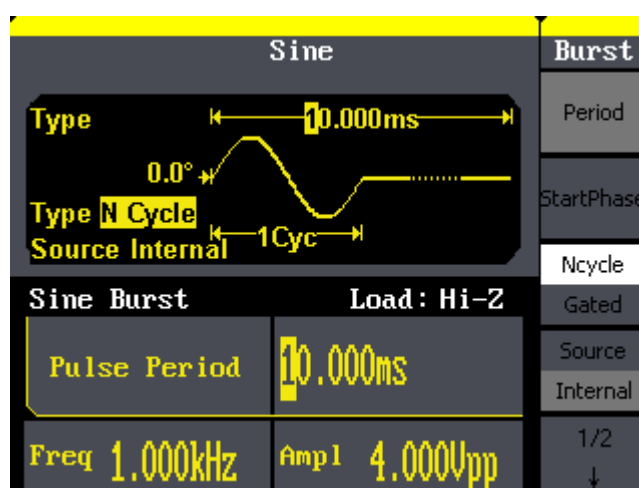 Sine
Burst
Type
10.000ms
Period
0.0°
StartPhase
Type N Cycle
1Cyc
Source Internal
Ncycle
Sine Burst
Load: Hi-Z
Gated
Pulse Period
10.000ms
Source
Internal
Freq 1.000kHz
Ampl 4.000Vpp
1/2
↓